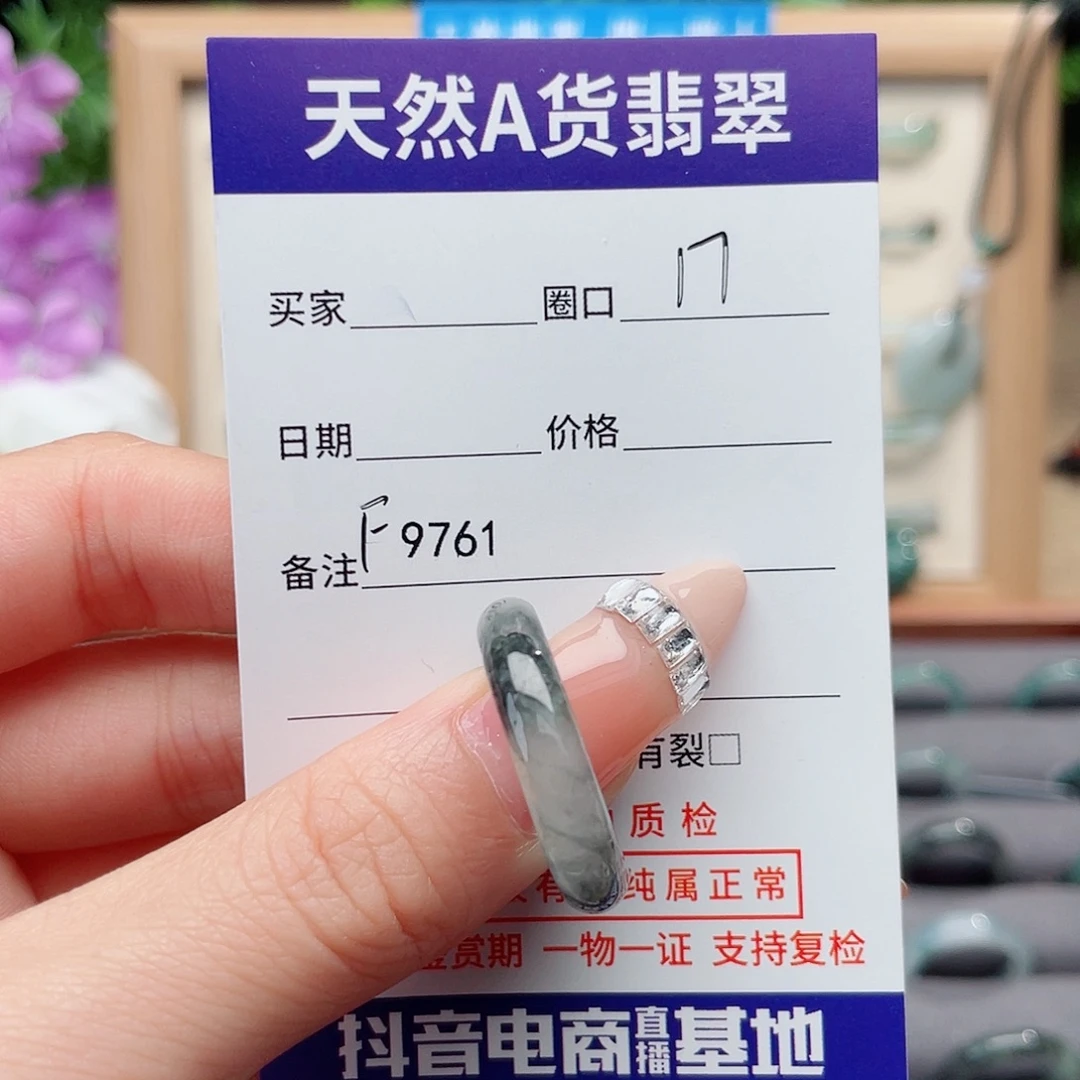 天然A货翡翠
买家 圈口 17
日期 价格
备注 F9761
有裂□
质检
有 纯属正常
鉴赏期 一物一证 支持复检
抖音电商直播基地